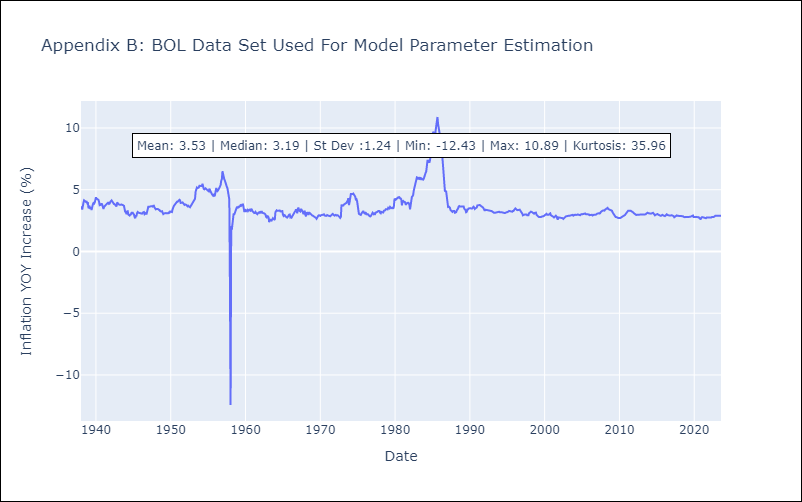 Appendix B: BOL Data Set Used For Model Parameter Estimation
10
Mean: 3.53 | Median: 3.19 | St Dev :1.24 | Min: -12.43 | Max: 10.89 | Kurtosis: 35.96
5
0
−5
−10
Inflation YOY Increase (%)
1940 1950 1960 1970 1980 1990 2000 2010 2020
Date